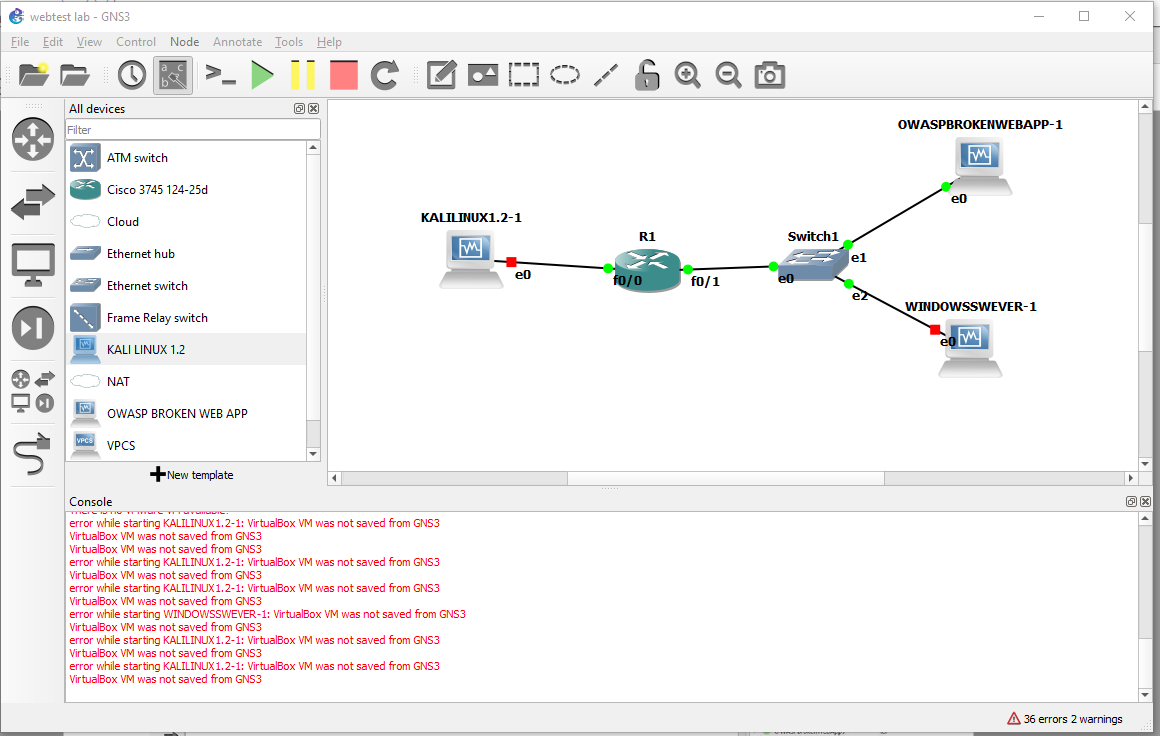 webtest lab - GNS3
File Edit View Control Node Annotate Tools Help
All devices
Filter
ATM switch
Cisco 3745 124-25d
Cloud
Ethernet hub
Ethernet switch
Frame Relay switch
KALI LINUX 1.2
NAT
OWASP BROKEN WEB APP
VPCS
VPCS
New template
OWASPBROKENWEBAPP-1
e0
KALILINUX1.2-1
e0
R1
f0/0
f0/1
Switch1
e0
e1
e2
WINDOWSSWEVER-1
e0
Console
error while starting KALILINUX1.2-1: VirtualBox VM was not saved from GNS3
VirtualBox VM was not saved from GNS3
VirtualBox VM was not saved from GNS3
error while starting KALILINUX1.2-1: VirtualBox VM was not saved from GNS3
VirtualBox VM was not saved from GNS3
error while starting KALILINUX1.2-1: VirtualBox VM was not saved from GNS3
VirtualBox VM was not saved from GNS3
error while starting WINDOWSSWEVER-1: VirtualBox VM was not saved from GNS3
VirtualBox VM was not saved from GNS3
error while starting KALILINUX1.2-1: VirtualBox VM was not saved from GNS3
VirtualBox VM was not saved from GNS3
error while starting KALILINUX1.2-1: VirtualBox VM was not saved from GNS3
VirtualBox VM was not saved from GNS3
36 errors 2 warnings